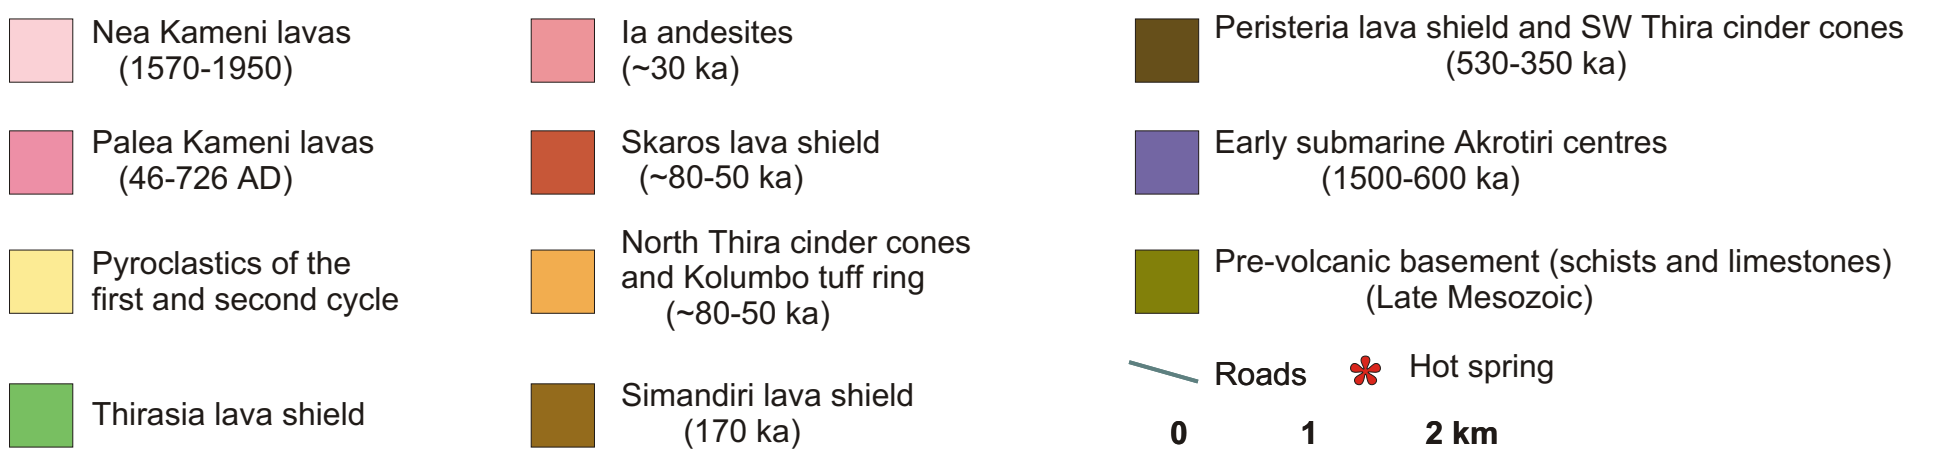 Nea Kameni lavas
(1570-1950)
Palea Kameni lavas
(46-726 AD)
Pyroclastics of the
first and second cycle
Thirasia lava shield
Ia andesites
(~30 ka)
Skaros lava shield
(~80-50 ka)
North Thira cinder cones
and Kolumbo tuff ring
(~80-50 ka)
Simandiri lava shield
(170 ka)
Peristeria lava shield and SW Thira cinder cones
(530-350 ka)
Early submarine Akrotiri centres
(1500-600 ka)
Pre-volcanic basement (schists and limestones)
(Late Mesozoic)
Roads
Hot spring
0 1 2 km